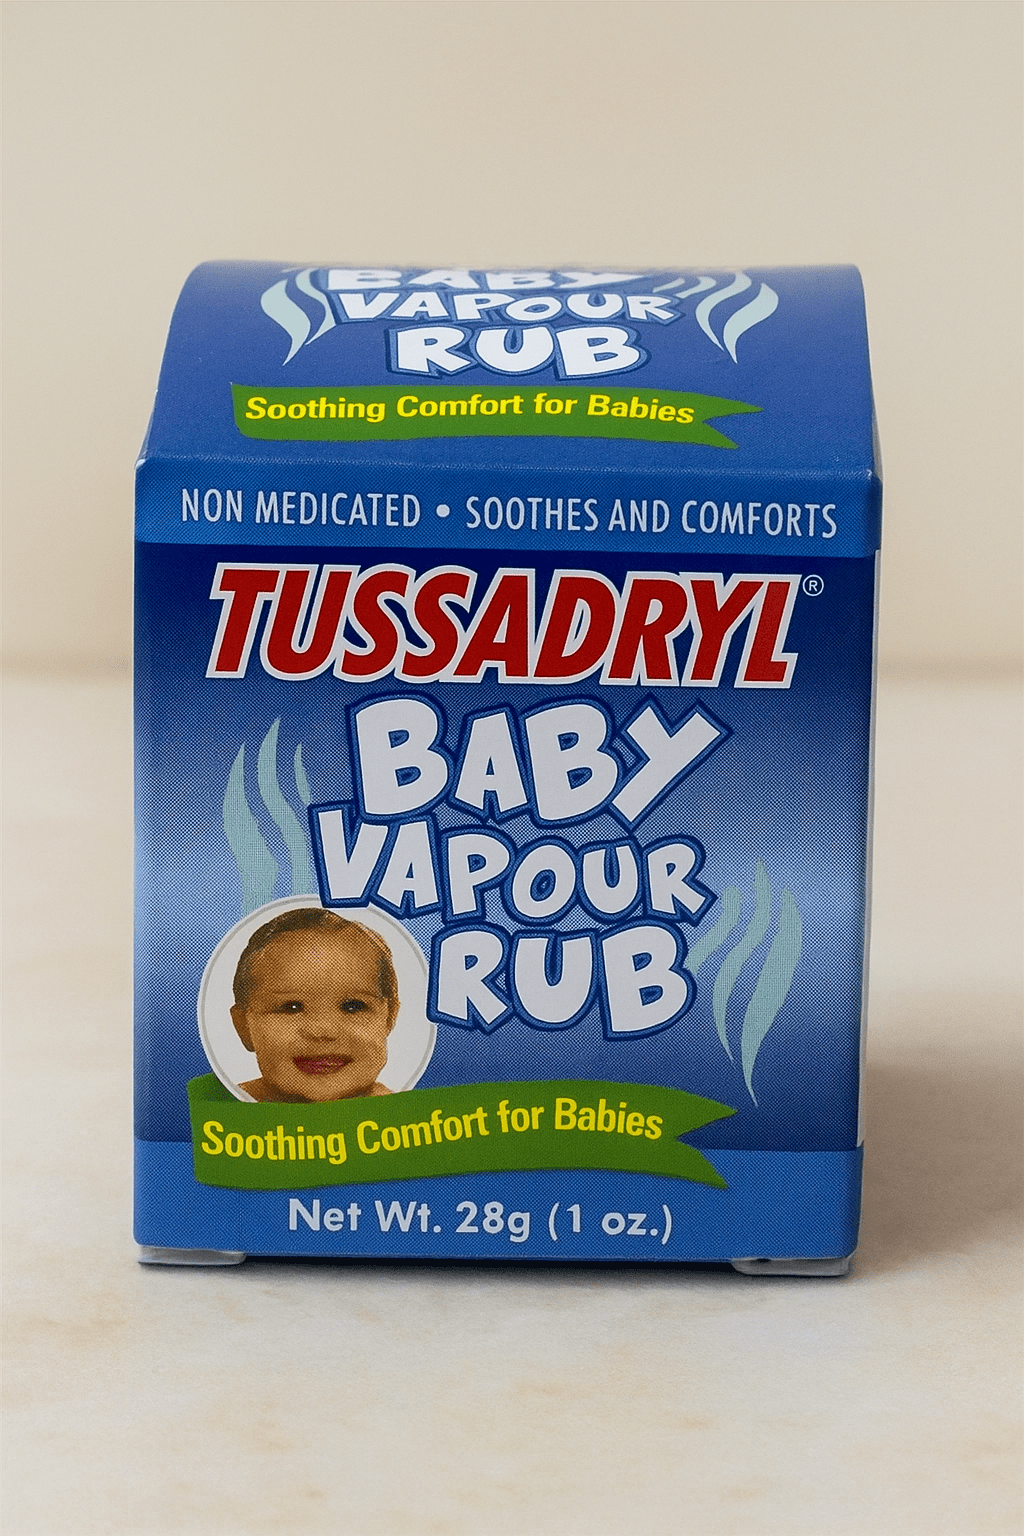 BABY
VAPOUR
RUB
Soothing Comfort for Babies
NON MEDICATED • SOOTHES AND COMFORTS
TUSSADRYL®
BABY
VAPOUR
RUB
Soothing Comfort for Babies
Net Wt. 28g (1 oz.)